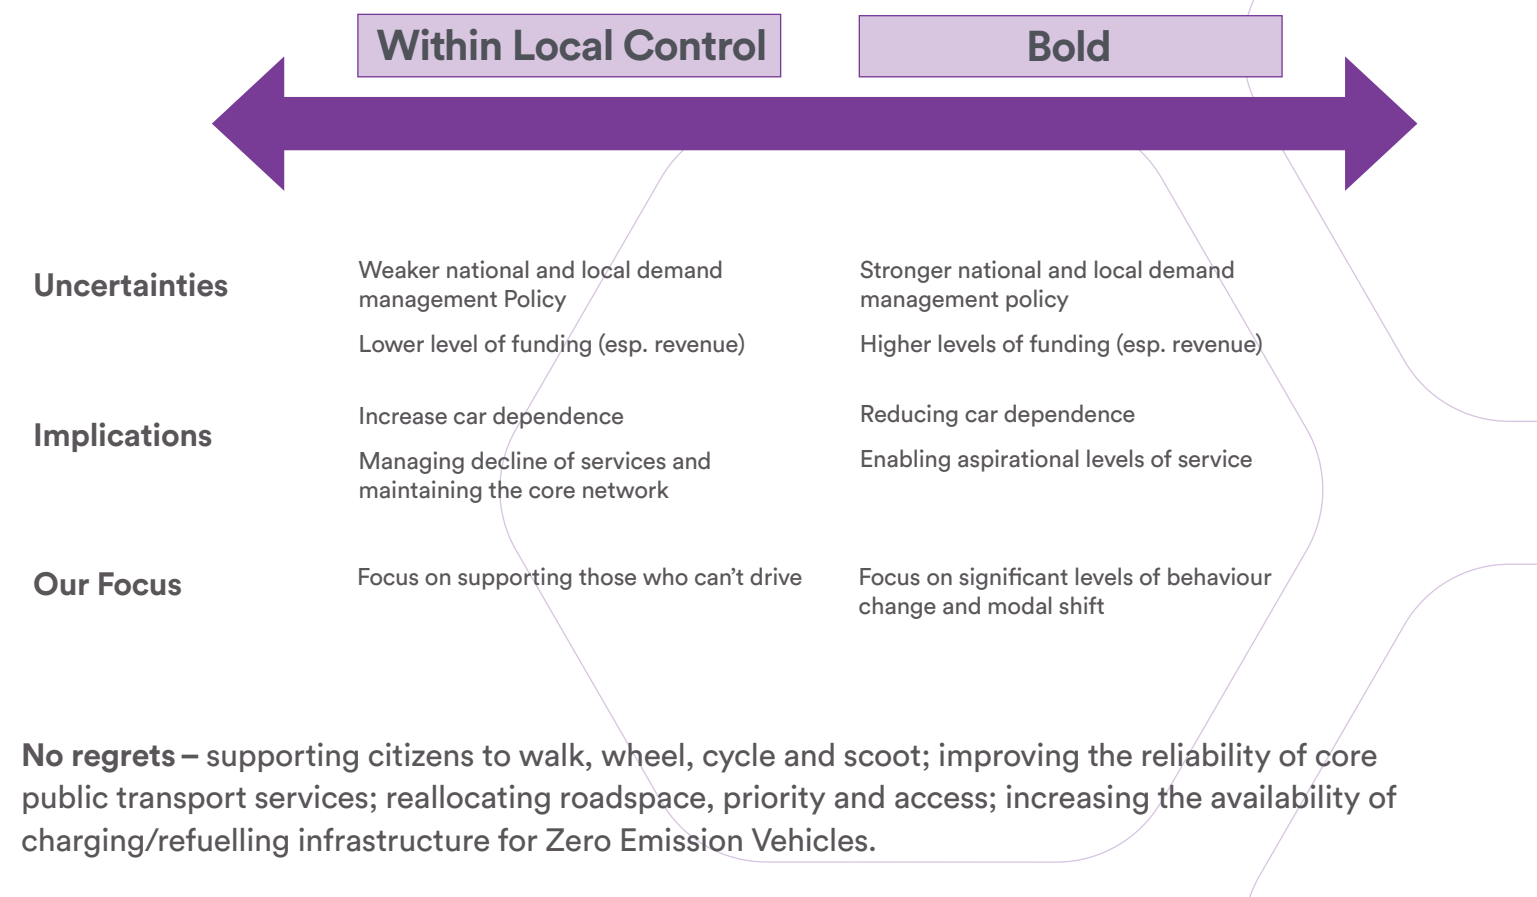 Within Local Control
Bold
Uncertainties
Weaker national and local demand
management Policy
Lower level of funding (esp. revenue)
Stronger national and local demand
management policy
Higher levels of funding (esp. revenue)
Implications
Increase car dependence
Managing decline of services and
maintaining the core network
Reducing car dependence
Enabling aspirational levels of service
Our Focus
Focus on supporting those who can’t drive
Focus on significant levels of behaviour
change and modal shift
No regrets – supporting citizens to walk, wheel, cycle and scoot; improving the reliability of core
public transport services; reallocating roadspace, priority and access; increasing the availability of
charging/refuelling infrastructure for Zero Emission Vehicles.